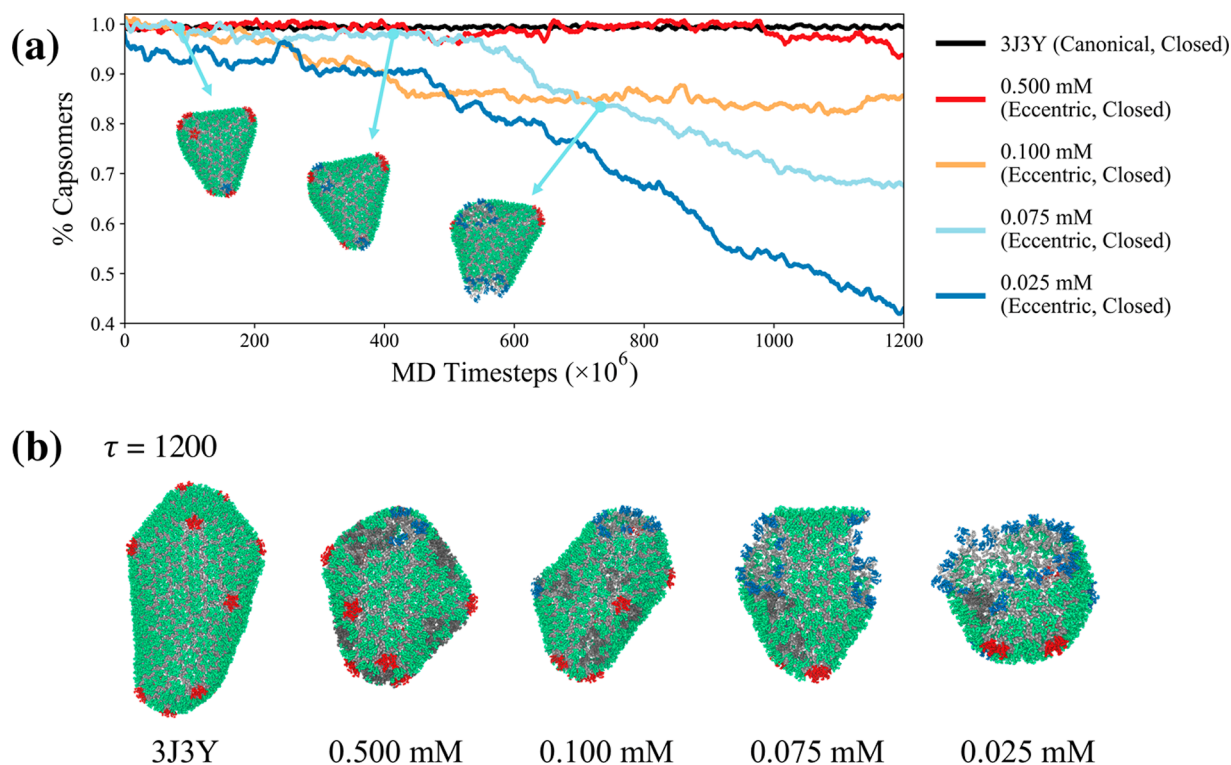 (a)
% Capsomers
1.0
0.9
0.8
0.7
0.6
0.5
0.4
0
200
400
600
800
1000
1200
MD Timesteps (×10⁶)
3J3Y (Canonical, Closed)
0.500 mM
(Eccentric, Closed)
0.100 mM
(Eccentric, Closed)
0.075 mM
(Eccentric, Closed)
0.025 mM
(Eccentric, Closed)
(b)
τ = 1200
3J3Y
0.500 mM
0.100 mM
0.075 mM
0.025 mM